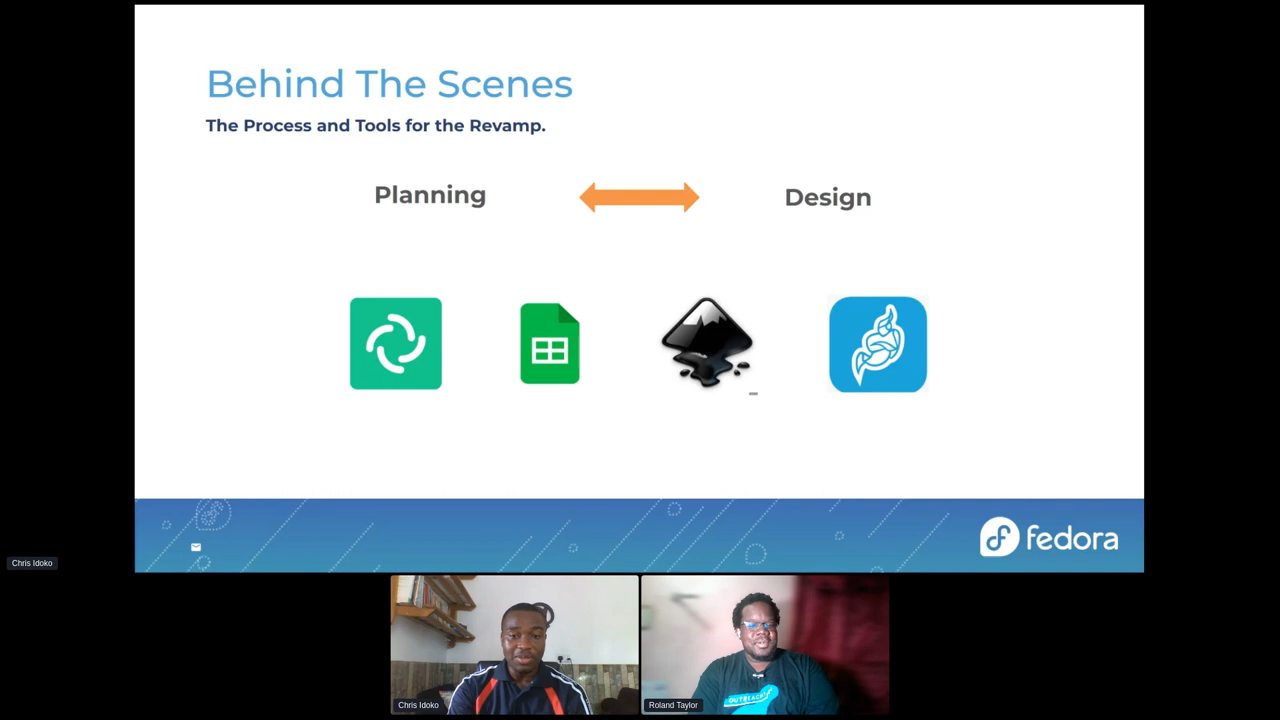 Behind The Scenes
The Process and Tools for the Revamp.
Planning
Design
fedora
Chris Idoko
Chris Idoko
Roland Taylor
OUTREACHY